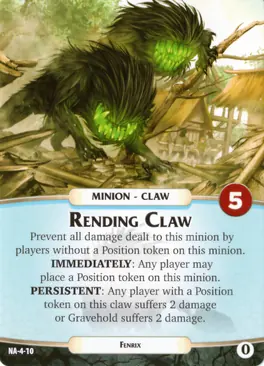 MINION - CLAW
5
RENDING CLAW
Prevent all damage dealt to this minion by
players without a Position token on this minion.
IMMEDIATELY: Any player may
place a Position token on this minion.
PERSISTENT: Any player with a Position
token on this claw suffers 2 damage
or Gravehold suffers 2 damage.
NA-4-10
FENRIX
0